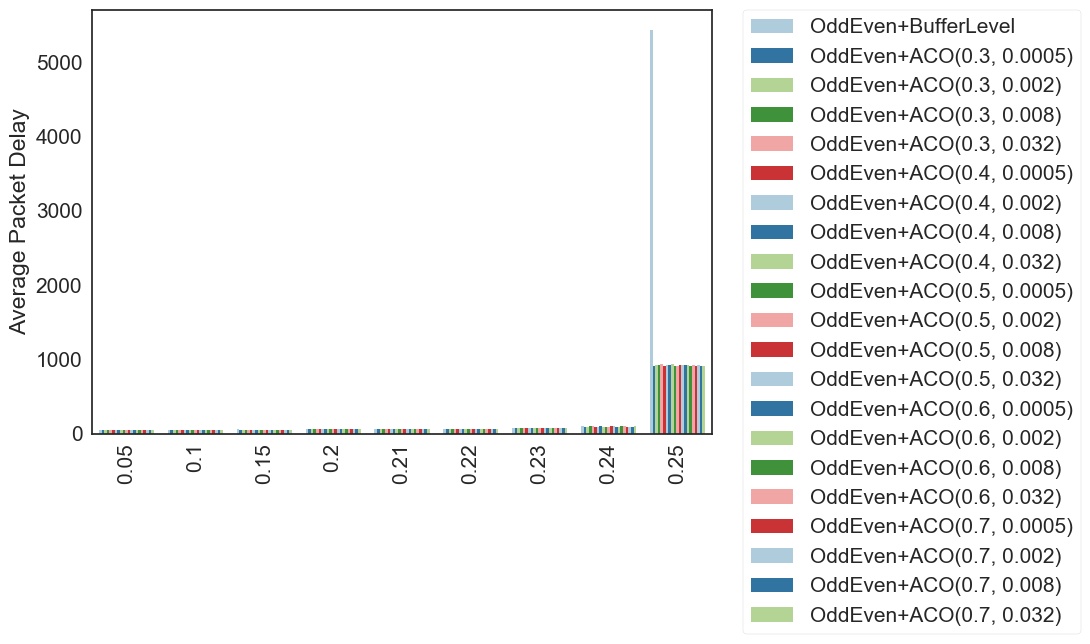 Average Packet Delay
5000
4000
3000
2000
1000
0
0.05
0.1
0.15
0.2
0.21
0.22
0.23
0.24
0.25
OddEven+BufferLevel
OddEven+ACO(0.3, 0.0005)
OddEven+ACO(0.3, 0.002)
OddEven+ACO(0.3, 0.008)
OddEven+ACO(0.3, 0.032)
OddEven+ACO(0.4, 0.0005)
OddEven+ACO(0.4, 0.002)
OddEven+ACO(0.4, 0.008)
OddEven+ACO(0.4, 0.032)
OddEven+ACO(0.5, 0.0005)
OddEven+ACO(0.5, 0.002)
OddEven+ACO(0.5, 0.008)
OddEven+ACO(0.5, 0.032)
OddEven+ACO(0.6, 0.0005)
OddEven+ACO(0.6, 0.002)
OddEven+ACO(0.6, 0.008)
OddEven+ACO(0.6, 0.032)
OddEven+ACO(0.7, 0.0005)
OddEven+ACO(0.7, 0.002)
OddEven+ACO(0.7, 0.008)
OddEven+ACO(0.7, 0.032)